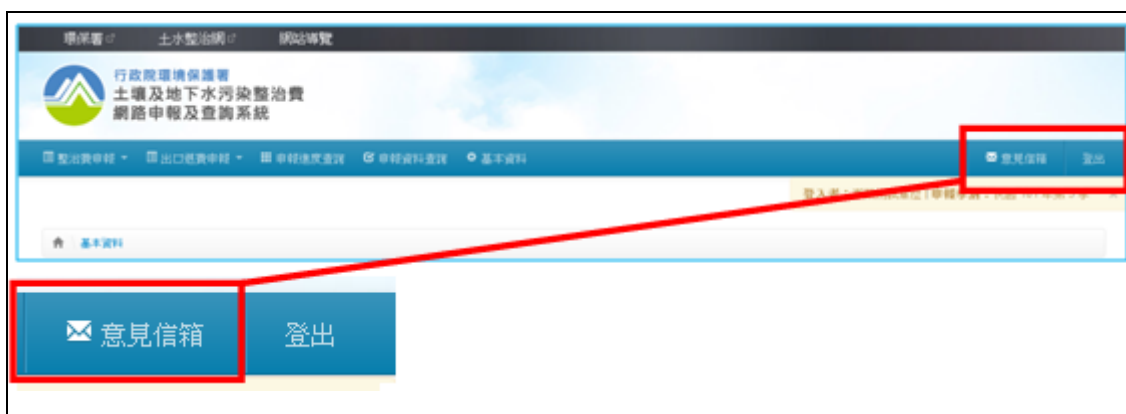 環保署 土水整治網 網站導覽
行政院環境保護署
土壤及地下水污染整治費
網路申報及查詢系統
整治費申報 出口退費申報 申報進度查詢 申報資料查詢 基本資料 意見信箱 登出
登入者：
基本資料
意見信箱 登出